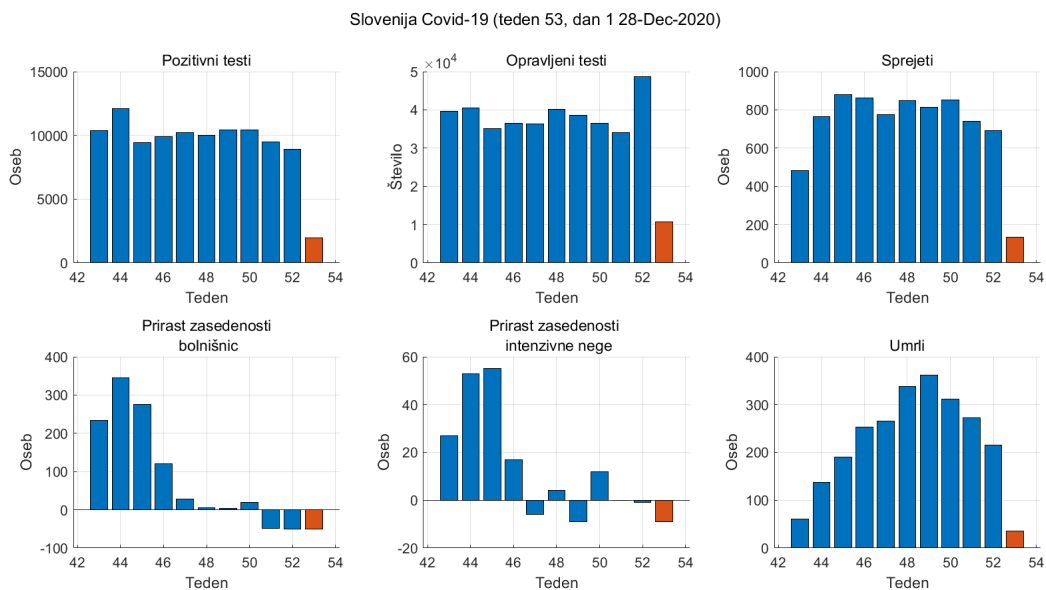 Slovenija Covid-19 (teden 53, dan 1 28-Dec-2020)
Pozitivni testi
15000
10000
5000
0
Oseb
42 44 46 48 50 52 54
Teden
Opravljeni testi
×10⁴
5
4
3
2
1
0
Število
42 44 46 48 50 52 54
Teden
Sprejeti
1000
800
600
400
200
0
Oseb
42 44 46 48 50 52 54
Teden
Prirast zasedenosti
bolnišnic
400
300
200
100
0
-100
Oseb
42 44 46 48 50 52 54
Teden
Prirast zasedenosti
intenzivne nege
60
40
20
0
-20
Oseb
42 44 46 48 50 52 54
Teden
Umrli
400
300
200
100
0
Oseb
42 44 46 48 50 52 54
Teden